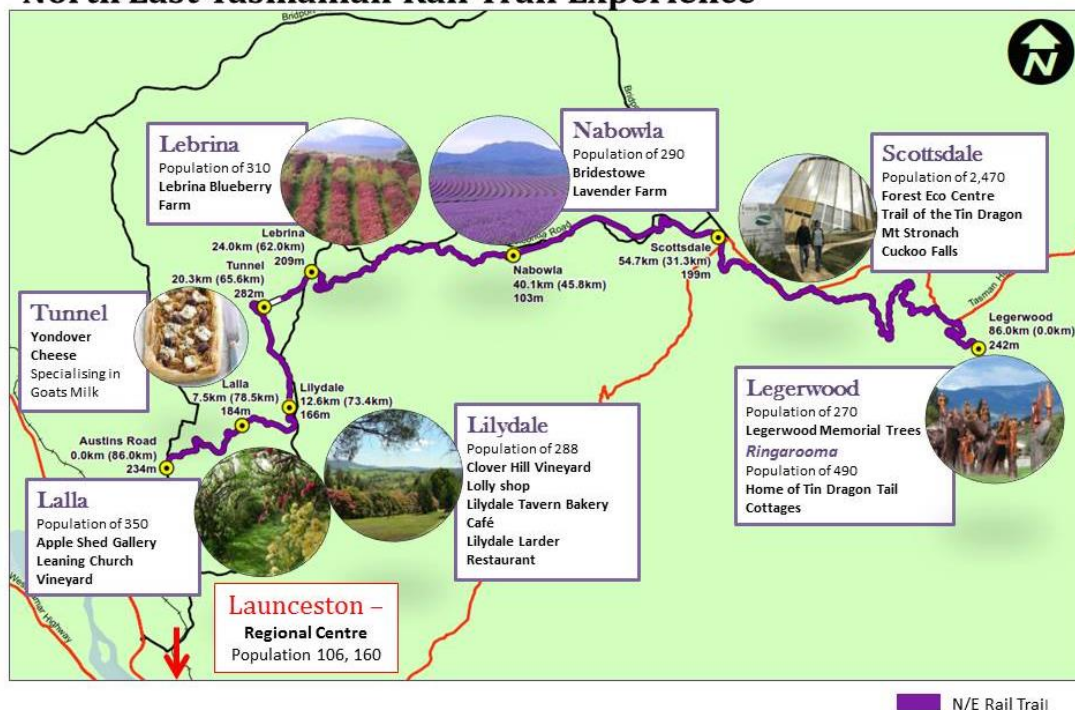 North East Tasmanian Rail Trail Experience
N
Lebrina
Population of 310
Lebrina Blueberry
Farm
Nabowla
Population of 290
Bridestowe
Lavender Farm
Scottsdale
Population of 2,470
Forest Eco Centre
Trail of the Tin Dragon
Mt Stronach
Cuckoo Falls
Lebrina
24.0km (62.0km)
209m
Tunnel
20.3km (65.6km)
282m
Nabowla
40.1km (45.8km)
103m
Scottsdale
54.7km (31.3km)
199m
Legerwood
86.0km (0.0km)
242m
Tunnel
Yondover
Cheese
Specialising in
Goats Milk
Lalla
7.5km (78.5km)
184m
Lilydale
12.6km (73.4km)
166m
Austins Road
0.0km (86.0km)
234m
Lilydale
Population of 288
Clover Hill Vineyard
Lolly shop
Lilydale Tavern Bakery
Café
Lilydale Larder
Restaurant
Legerwood
Population of 270
Legerwood Memorial Trees
Ringarooma
Population of 490
Home of Tin Dragon Tail
Cottages
Lalla
Population of 350
Apple Shed Gallery
Leaning Church
Vineyard
Launceston –
Regional Centre
Population 106, 160
N/E Rail Trail